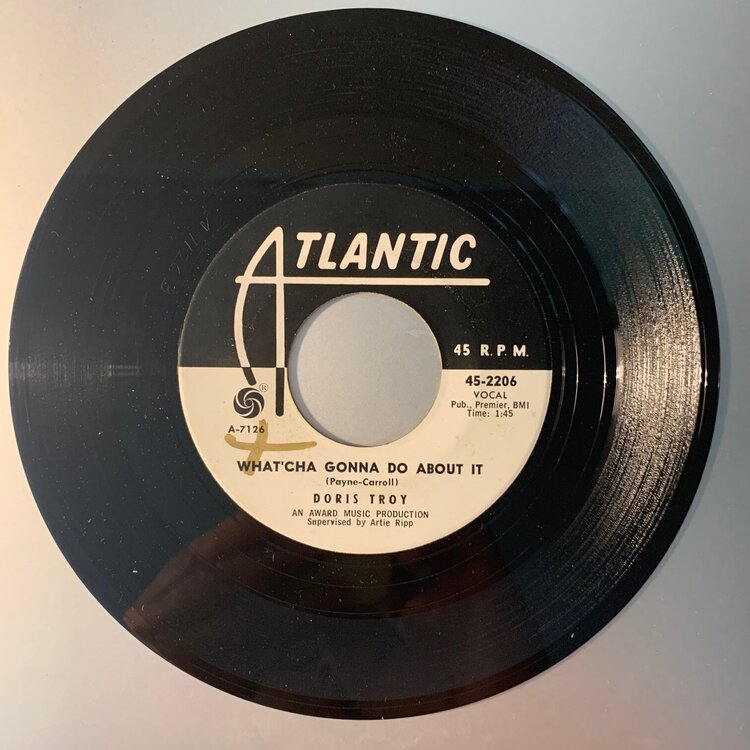 ATLANTIC
45 R.P.M.
45-2206
VOCAL
Pub., Premier, BMI
Time: 1:45
®
A-7126
WHAT'CHA GONNA DO ABOUT IT
(Payne-Carroll)
DORIS TROY
AN AWARD MUSIC PRODUCTION
Supervised by Artie Ripp